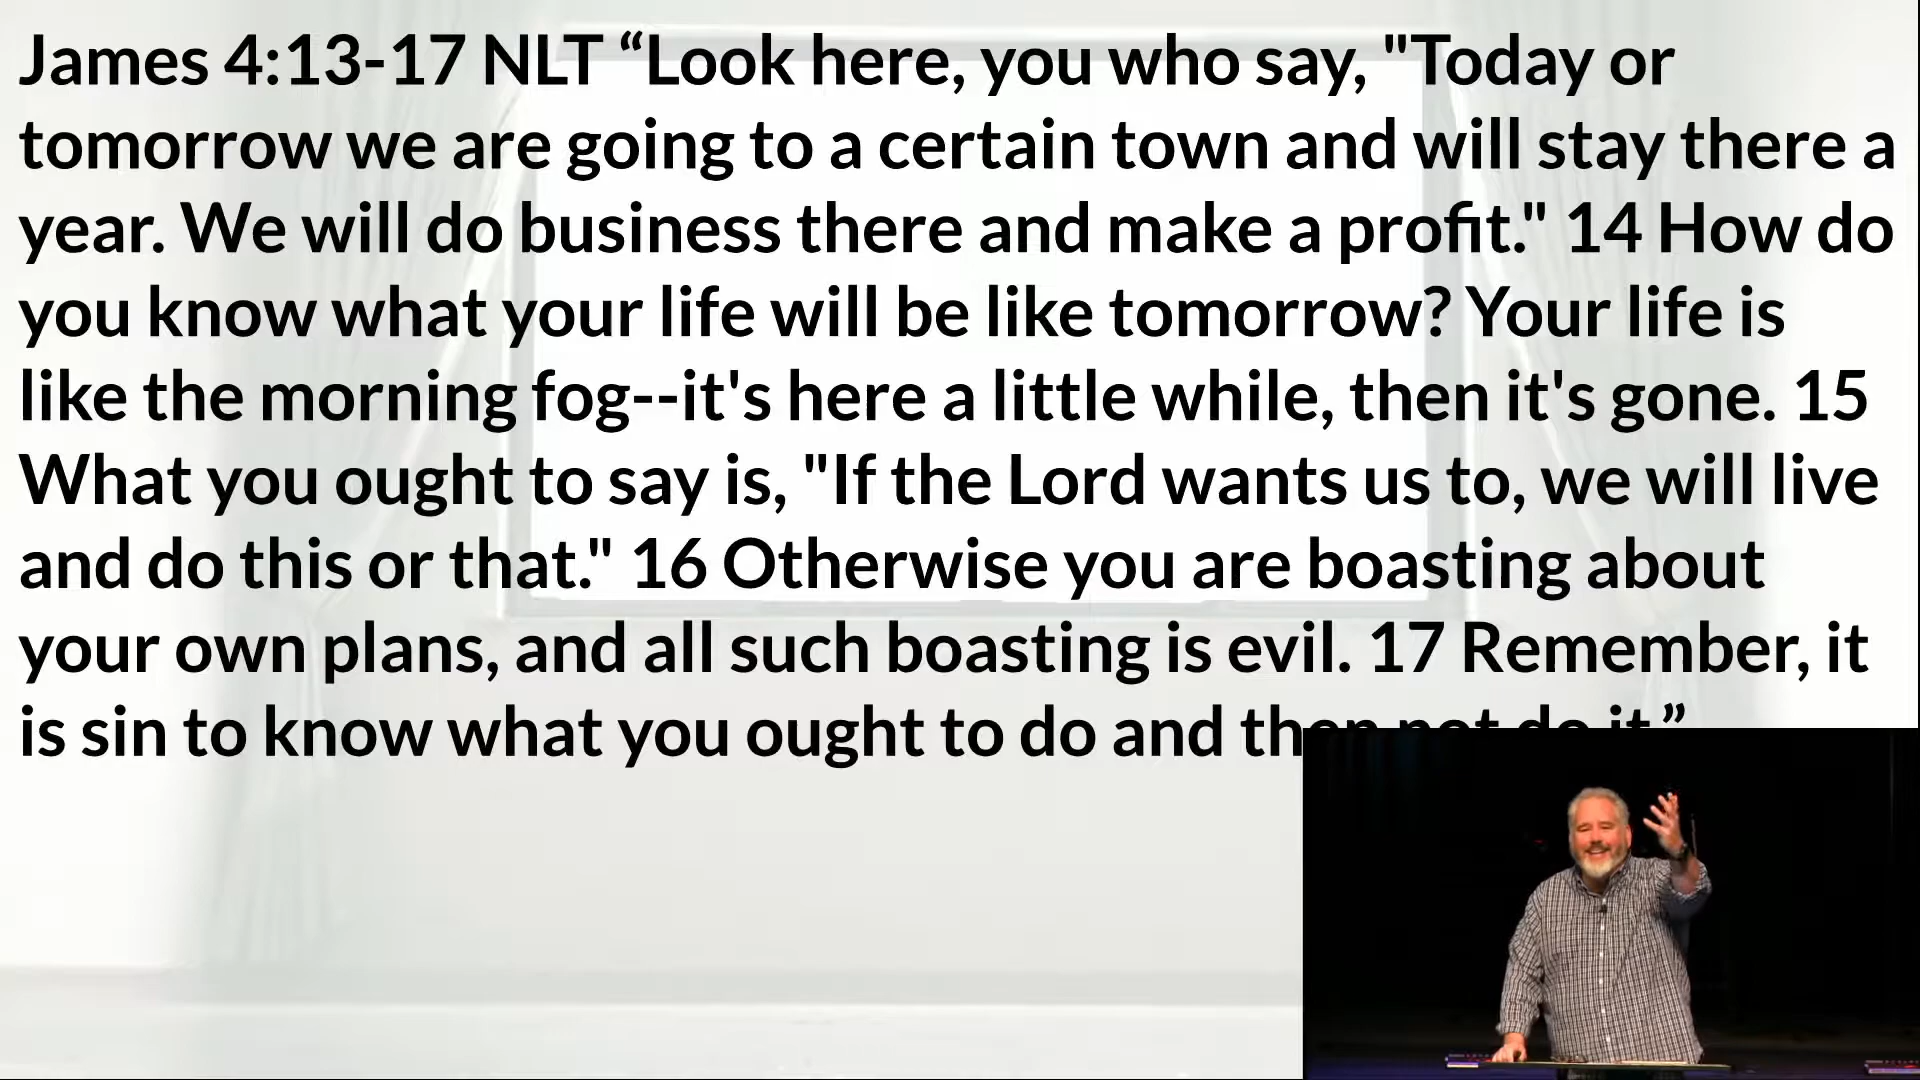 James 4:13-17 NLT “Look here, you who say, "Today or
tomorrow we are going to a certain town and will stay there a
year. We will do business there and make a profit." 14 How do
you know what your life will be like tomorrow? Your life is
like the morning fog--it's here a little while, then it's gone. 15
What you ought to say is, "If the Lord wants us to, we will live
and do this or that." 16 Otherwise you are boasting about
your own plans, and all such boasting is evil. 17 Remember, it
is sin to know what you ought to do and then not do it.”